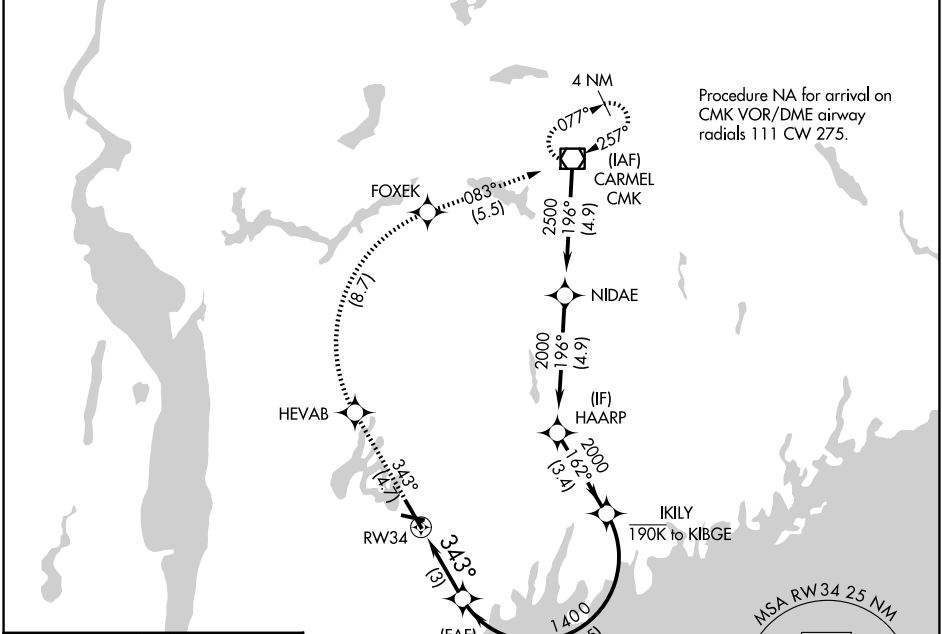 4 NM
077°
257°
Procedure NA for arrival on
CMK VOR/DME airway
radials 111 CW 275.
(IAF)
CARMEL
CMK
FOXEK
083°
(5.5)
2500
196°
(4.9)
(8.7)
NIDAE
2000
196°
(4.9)
(IF)
HAARP
HEVAB
2000
162°
(3.4)
343°
(4.7)
IKILY
190K to KIBGE
RW34
343°
(3)
1400
MSA RW34 25 NM